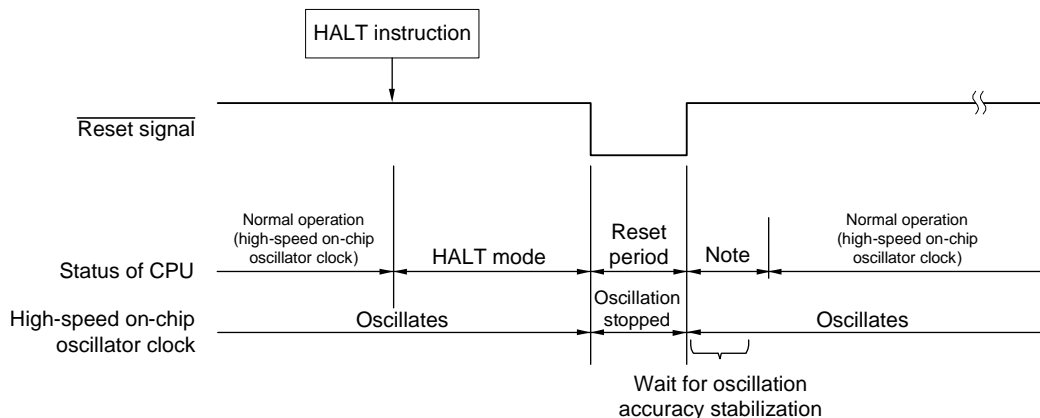 HALT instruction
Reset signal
Normal operation
(high-speed on-chip
oscillator clock)
Status of CPU
HALT mode
Reset
period
Note
Normal operation
(high-speed on-chip
oscillator clock)
High-speed on-chip
oscillator clock
Oscillates
Oscillation
stopped
Oscillates
Wait for oscillation
accuracy stabilization